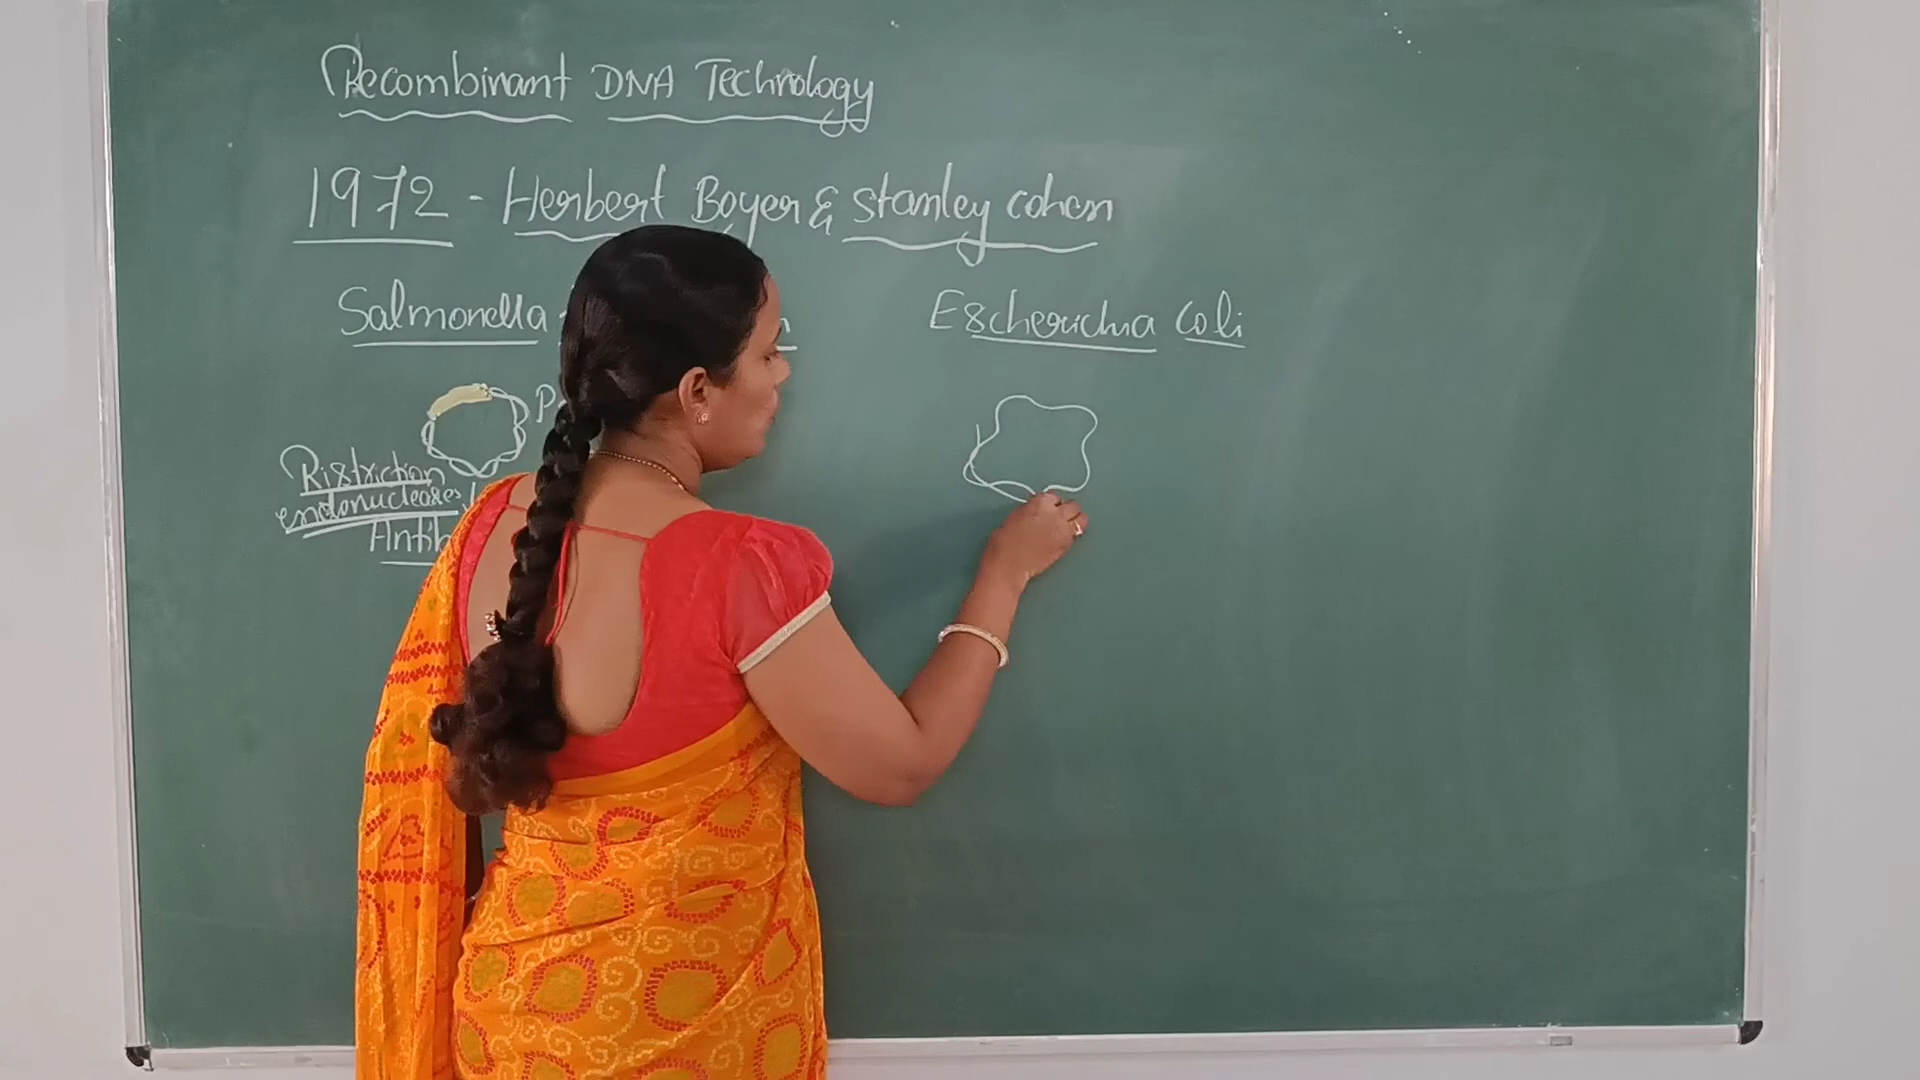 Recombinant DNA Technology
1972 - Herbert Boyer & Stanley Cohen
Salmonella
Escherichia Coli
Ristriction
endonucleases